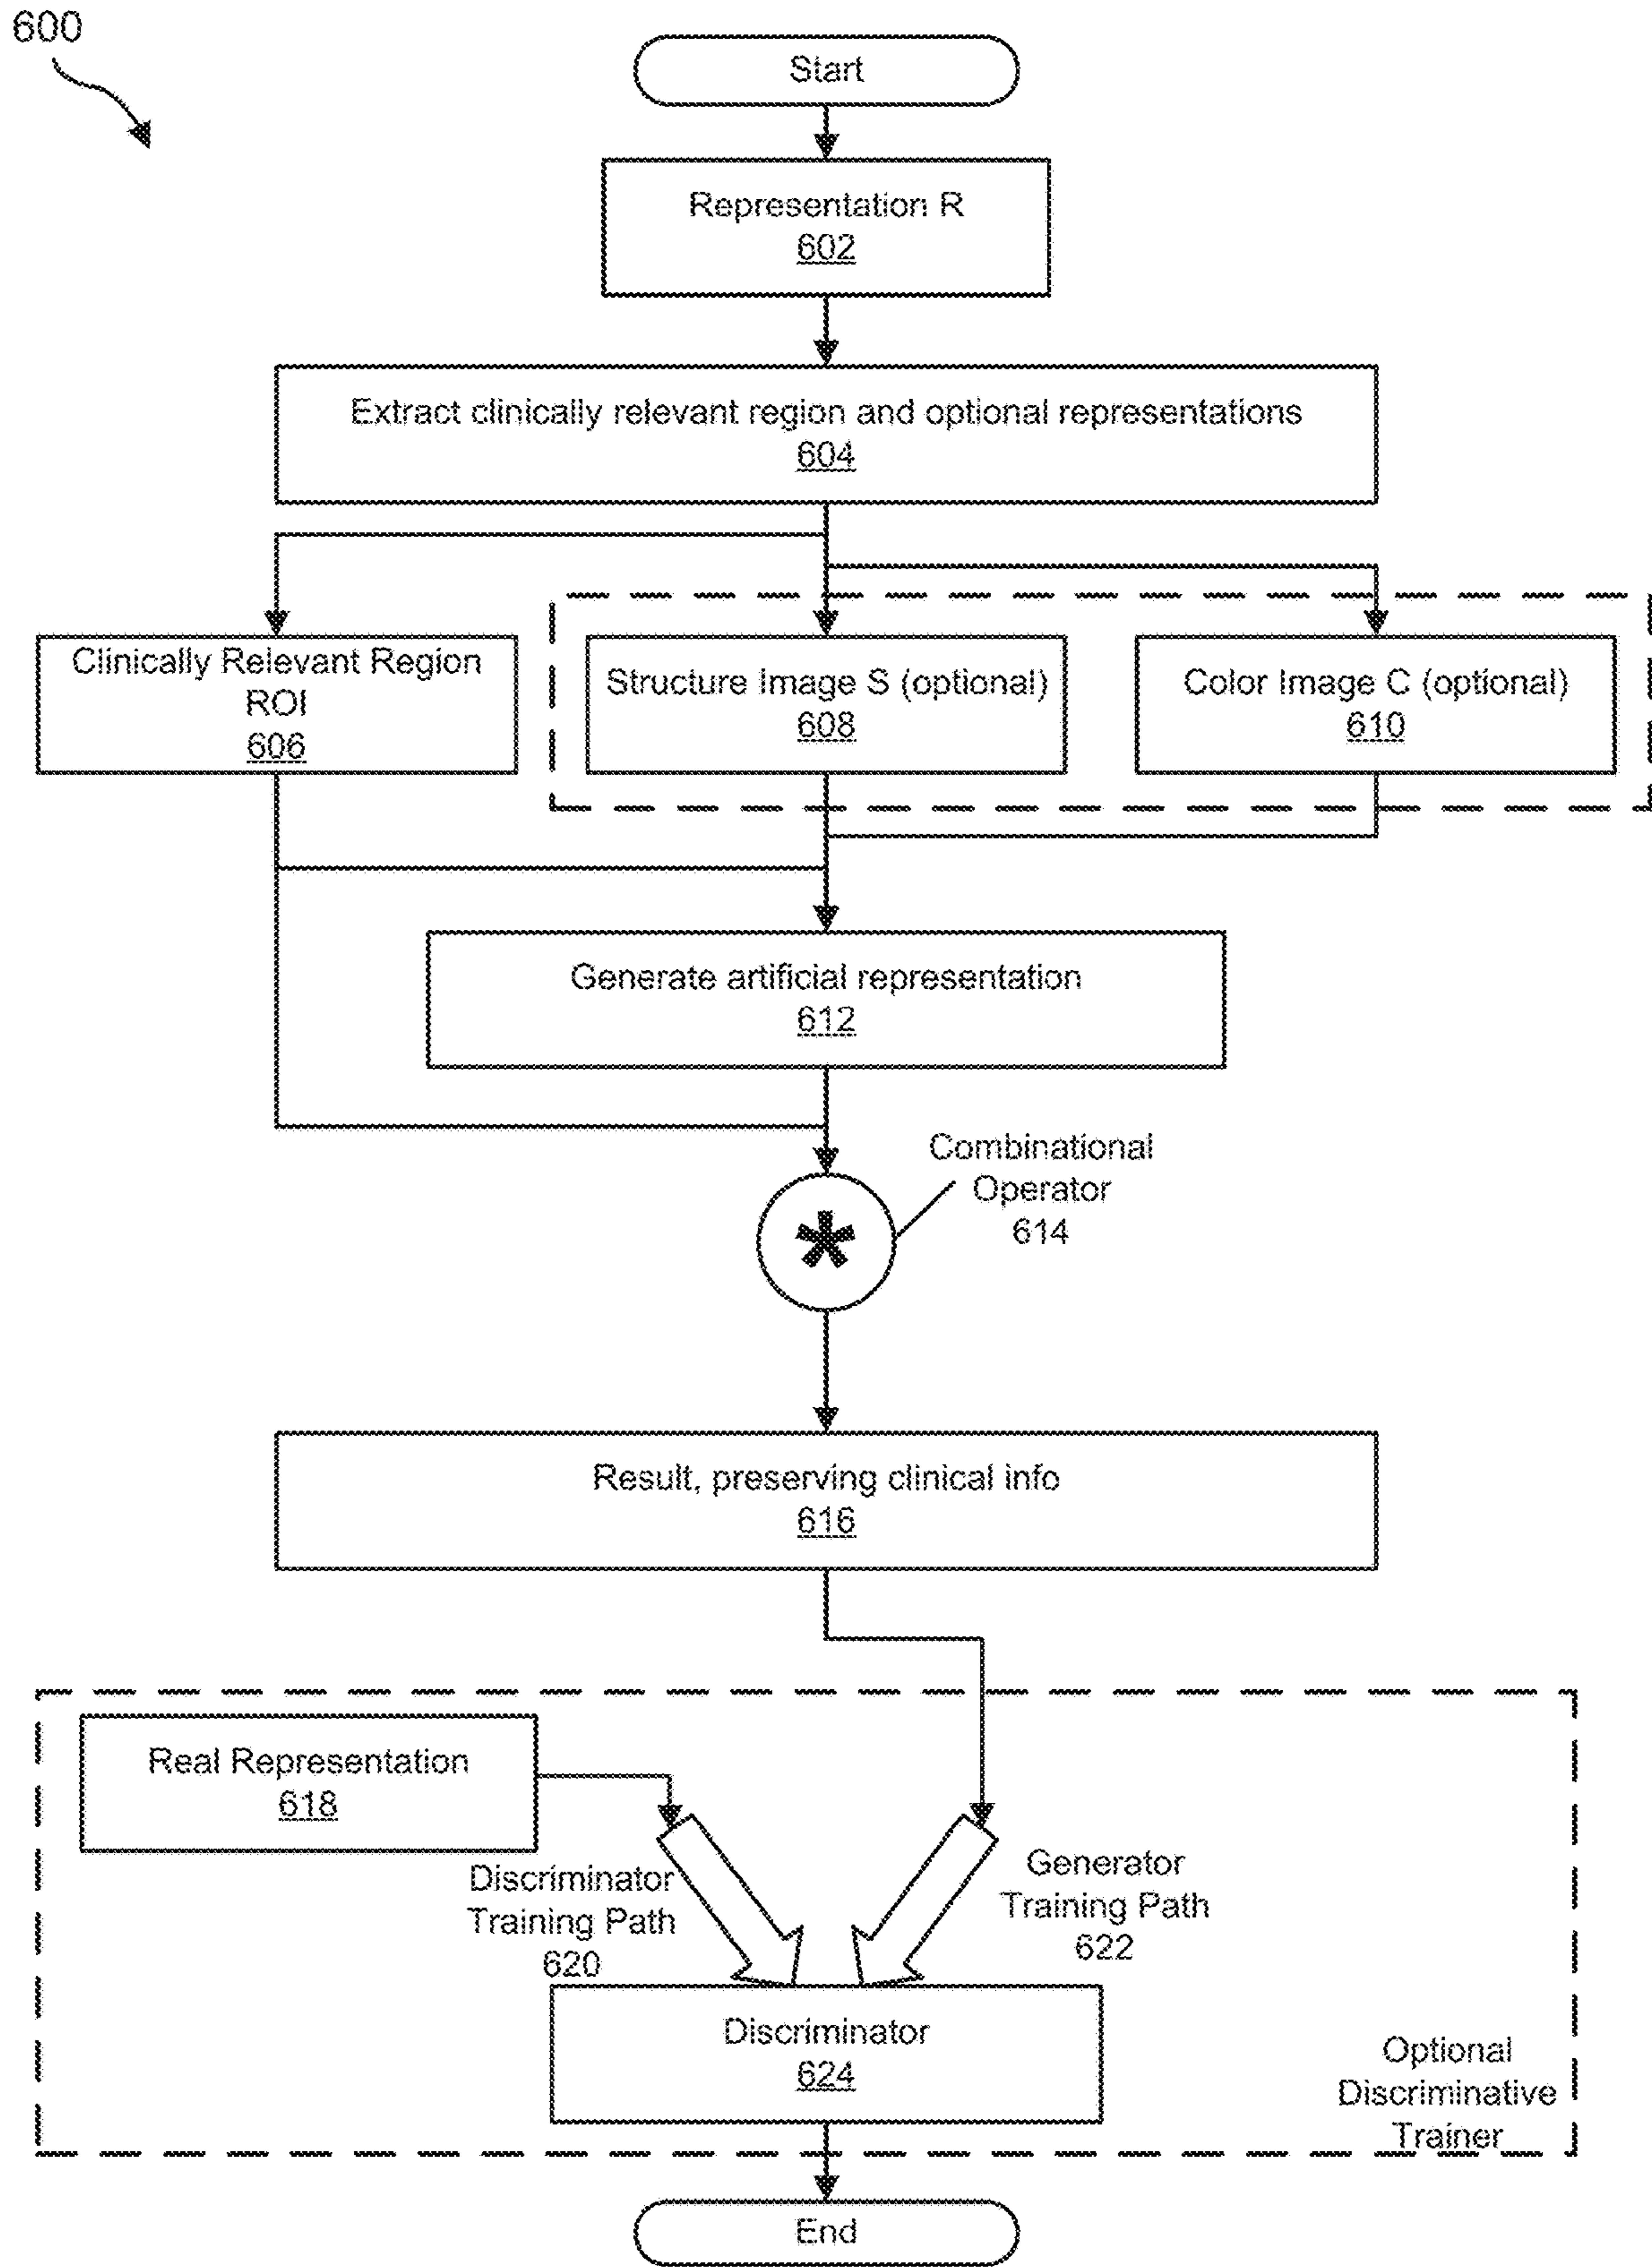 600
Start
Representation R
602
Extract clinically relevant region and optional representations
604
Clinically Relevant Region
ROI
606
Structure Image S (optional)
608
Color Image C (optional)
610
Generate artificial representation
612
Combinational
Operator
614
*
Result, preserving clinical info
616
Real Representation
618
Discriminator
Training Path
620
Generator
Training Path
622
Discriminator
624
Optional
Discriminative
Trainer
End